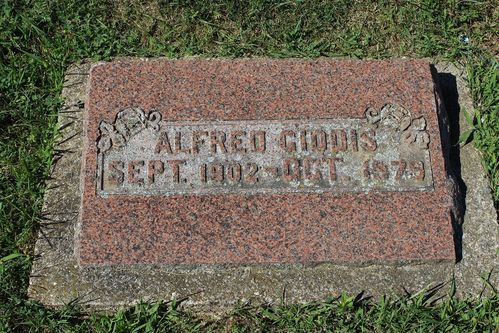 ALFRED GIDDIS
SEPT. 1902 - OCT. 1979